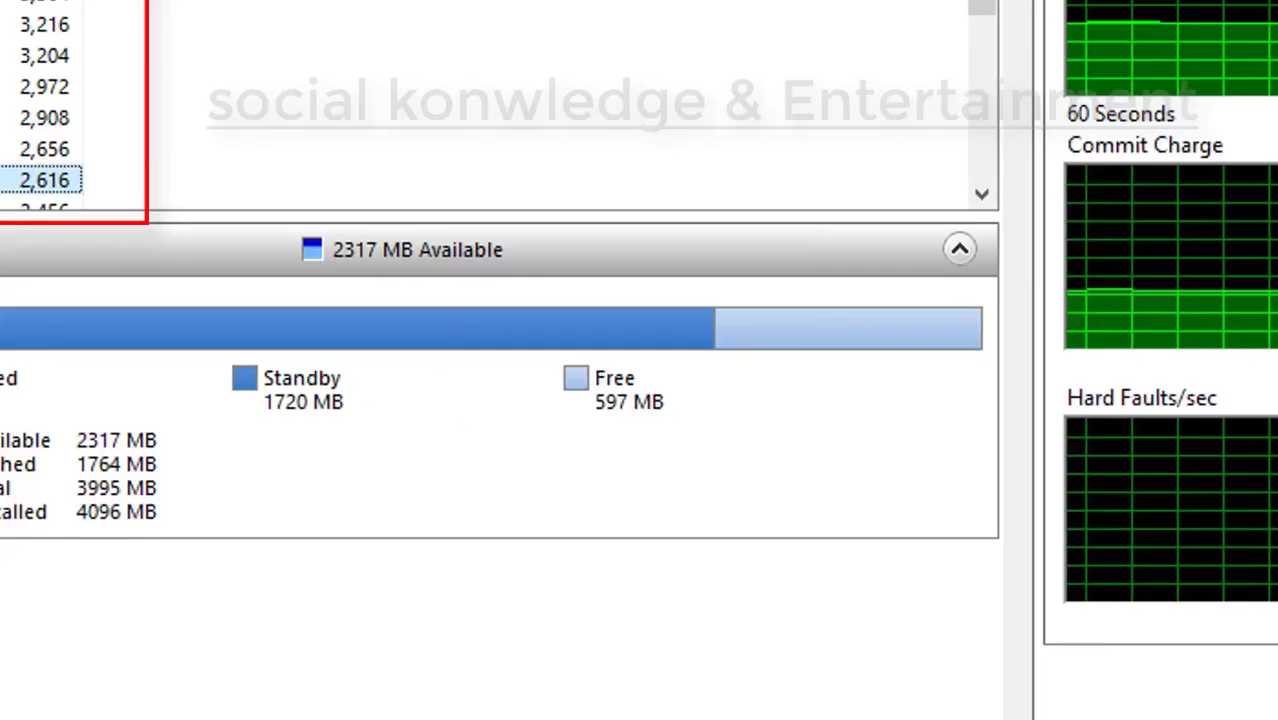 3,216
3,204
2,972
2,908
2,656
2,616
social konwledge & Entertainment
60 Seconds
Commit Charge
2317 MB Available
ed
Standby
1720 MB
Free
597 MB
Hard Faults/sec
ilable 2317 MB
hed 1764 MB
al 3995 MB
talled 4096 MB